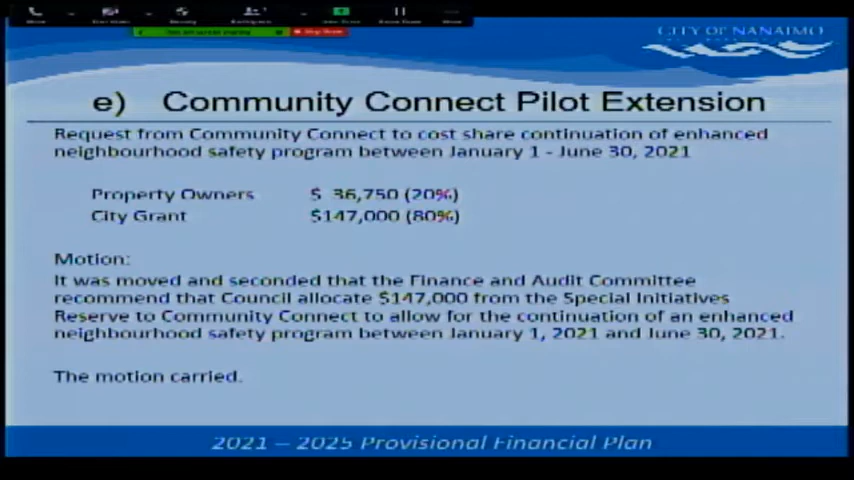 CITY OF NANAIMO
e) Community Connect Pilot Extension
Request from Community Connect to cost share continuation of enhanced
neighbourhood safety program between January 1 - June 30, 2021
Property Owners $ 36,750 (20%)
City Grant $147,000 (80%)
Motion:
It was moved and seconded that the Finance and Audit Committee
recommend that Council allocate $147,000 from the Special Initiatives
Reserve to Community Connect to allow for the continuation of an enhanced
neighbourhood safety program between January 1, 2021 and June 30, 2021.
The motion carried.
2021 – 2025 Provisional Financial Plan